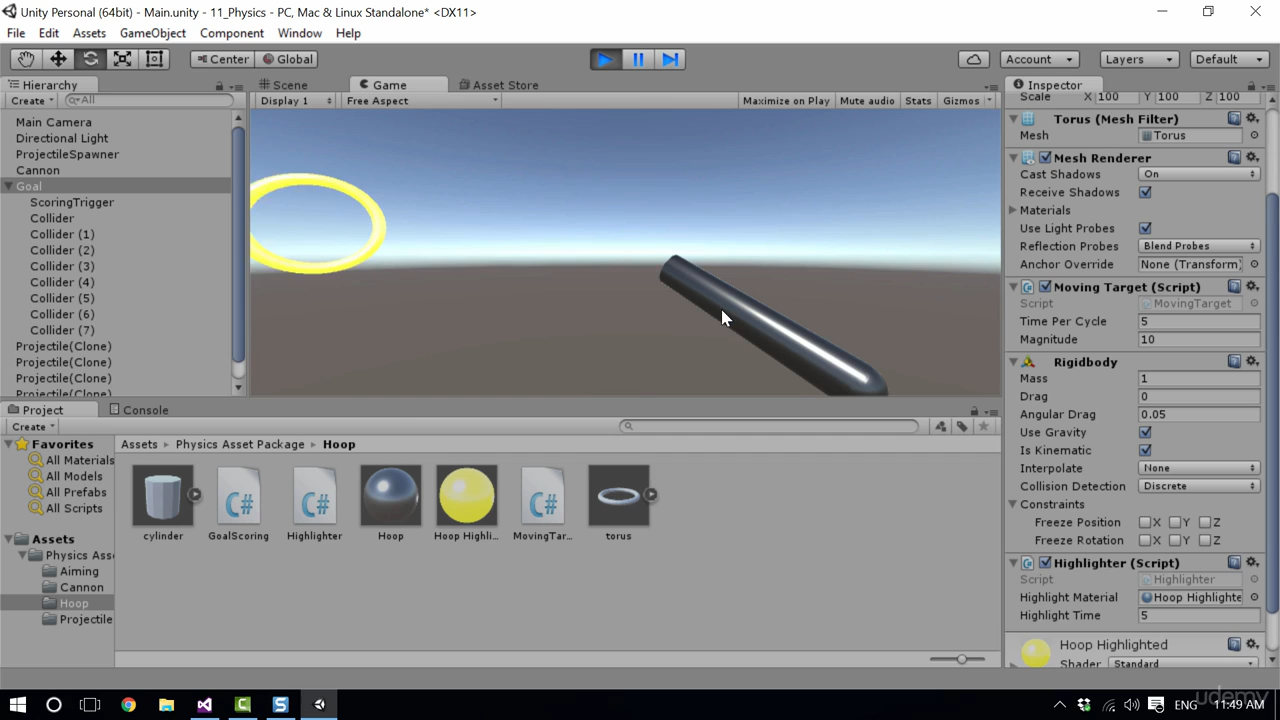 Unity Personal (64bit) - Main.unity - 11_Physics - PC, Mac & Linux Standalone* <DX11>
File Edit Assets GameObject Component Window Help
Center Global Account Layers Default
Hierarchy
Create All
Main Camera
Directional Light
ProjectileSpawner
Cannon
Goal
ScoringTrigger
Collider
Collider (1)
Collider (2)
Collider (3)
Collider (4)
Collider (5)
Collider (6)
Collider (7)
Projectile(Clone)
Projectile(Clone)
Projectile(Clone)
Projectile(Clone)
Scene Game Asset Store
Display 1 Free Aspect Maximize on Play Mute audio Stats Gizmos
Inspector
Scale X 100 Y 100 Z 100
Torus (Mesh Filter)
Mesh Torus
Mesh Renderer
Cast Shadows On
Receive Shadows
Materials
Use Light Probes
Reflection Probes Blend Probes
Anchor Override None (Transform)
Moving Target (Script)
Script MovingTarget
Time Per Cycle 5
Magnitude 10
Rigidbody
Mass 1
Drag 0
Angular Drag 0.05
Use Gravity
Is Kinematic
Interpolate None
Collision Detection Discrete
Constraints
Freeze Position X Y Z
Freeze Rotation X Y Z
Highlighter (Script)
Script Highlighter
Highlight Material Hoop Highlighte
Highlight Time 5
Hoop Highlighted
Shader Standard
Project Console
Create
Favorites
All Materials
All Models
All Prefabs
All Scripts
Assets
Physics Ass
Aiming
Cannon
Hoop
Projectile
Assets Physics Asset Package Hoop
cylinder GoalScoring Highlighter Hoop Hoop Highli... MovingTar... torus
ENG 11:49 AM
udemy